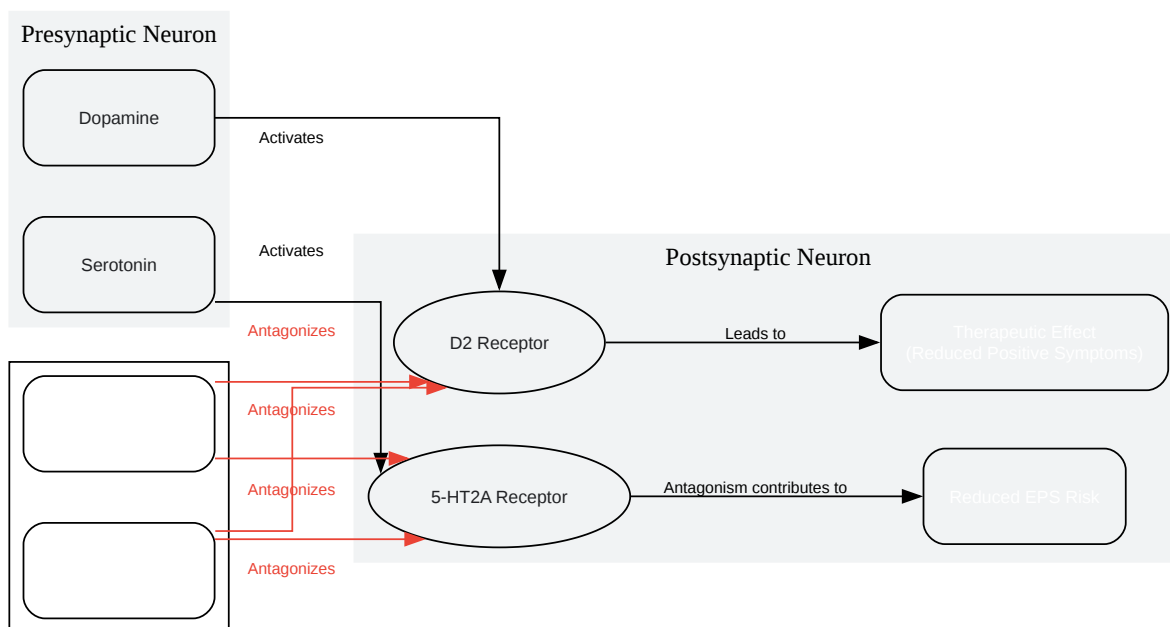 Presynaptic Neuron
Dopamine
Activates
Serotonin
Activates
Postsynaptic Neuron
Antagonizes
D2 Receptor
Leads to
Therapeutic Effect
(Reduced Positive Symptoms)
Antagonizes
Antagonizes
5-HT2A Receptor
Antagonism contributes to
Reduced EPS Risk
Antagonizes